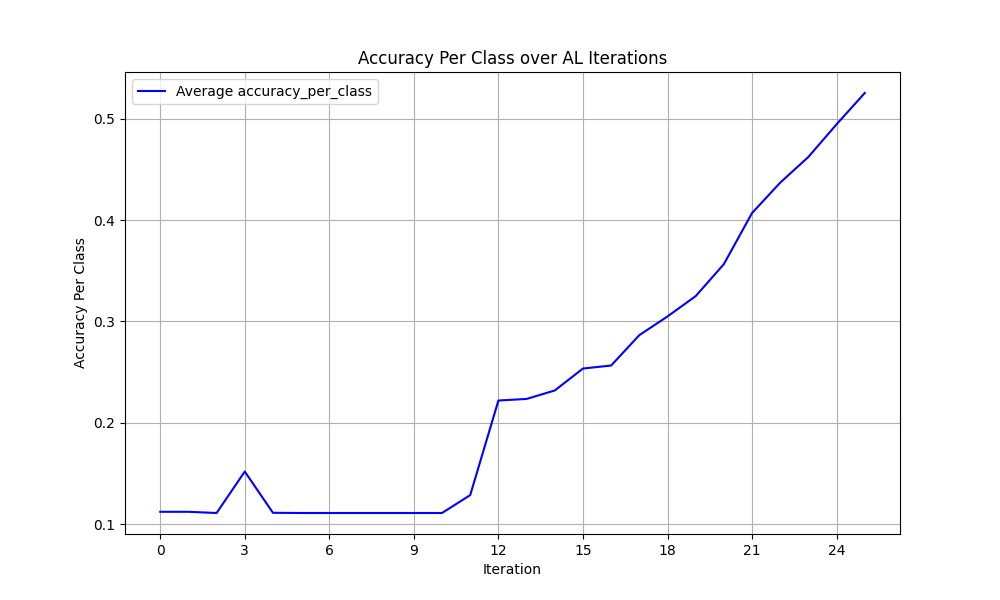 Accuracy Per Class over AL Iterations
Average accuracy_per_class
0.5
0.4
0.3
0.2
0.1
Accuracy Per Class
0 3 6 9 12 15 18 21 24
Iteration